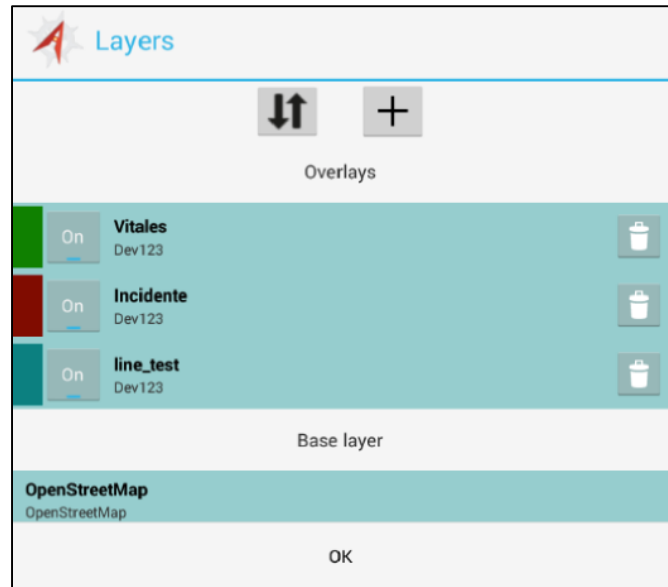 Layers
Overlays
On
Vitales
Dev123
On
Incidente
Dev123
On
line_test
Dev123
Base layer
OpenStreetMap
OpenStreetMap
OK